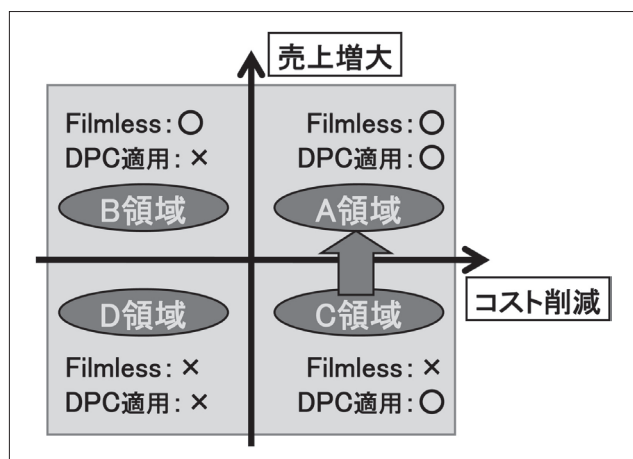 売上増大
Filmless:○
DPC適用:×
B領域
Filmless:○
DPC適用:○
A領域
コスト削減
D領域
Filmless:×
DPC適用:×
C領域
Filmless:×
DPC適用:○